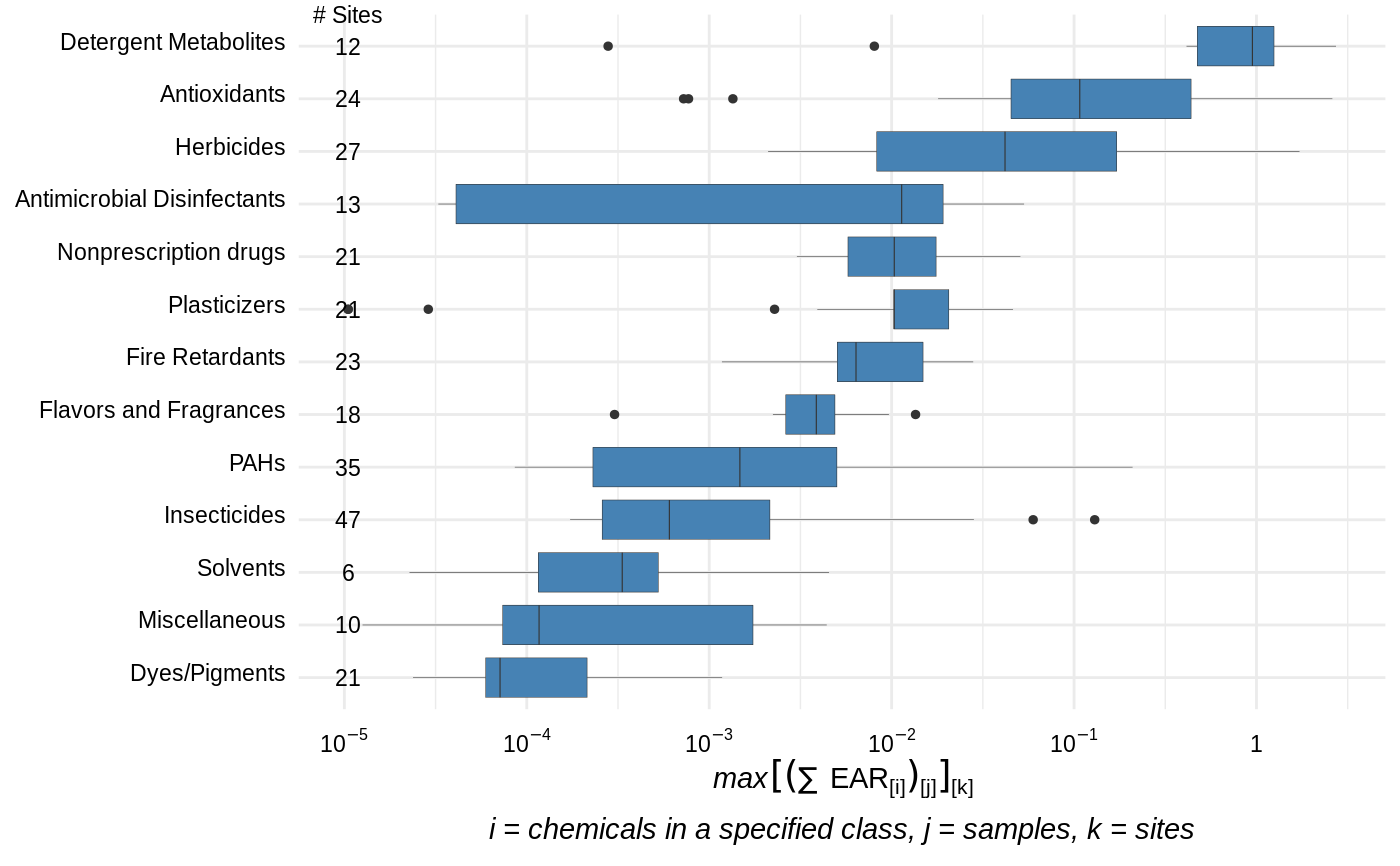 # Sites
Detergent Metabolites 12
Antioxidants 24
Herbicides 27
Antimicrobial Disinfectants 13
Nonprescription drugs 21
Plasticizers 21
Fire Retardants 23
Flavors and Fragrances 18
PAHs 35
Insecticides 47
Solvents 6
Miscellaneous 10
Dyes/Pigments 21
10⁻⁵ 10⁻⁴ 10⁻³ 10⁻² 10⁻¹ 1
max[(∑ EAR[i])[j]][k]
i = chemicals in a specified class, j = samples, k = sites